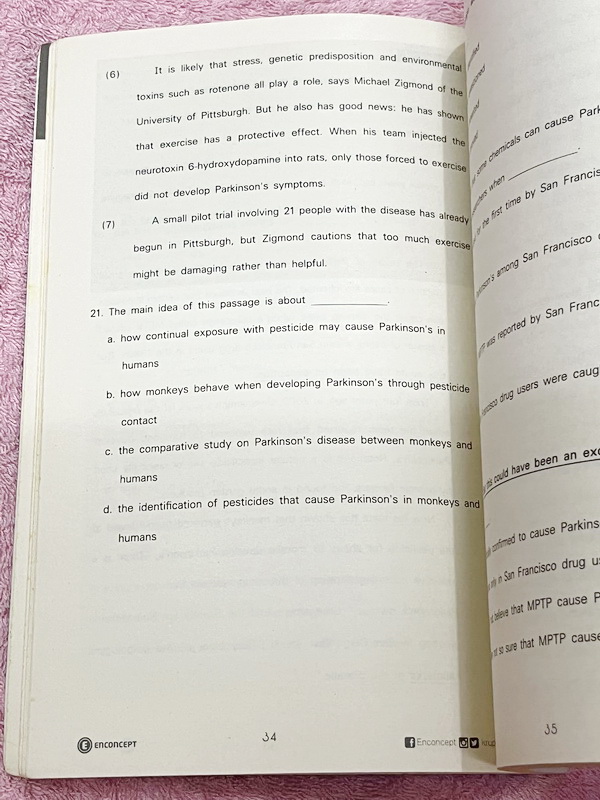 (6) It is likely that stress, genetic predisposition and environmental
toxins such as rotenone all play a role, says Michael Zigmond of the
University of Pittsburgh. But he also has good news: he has shown
that exercise has a protective effect. When his team injected the
neurotoxin 6-hydroxydopamine into rats, only those forced to exercise
did not develop Parkinson's symptoms.
(7) A small pilot trial involving 21 people with the disease has already
begun in Pittsburgh, but Zigmond cautions that too much exercise
might be damaging rather than helpful.
21. The main idea of this passage is about ____________.
a. how continual exposure with pesticide may cause Parkinson's in
humans
b. how monkeys behave when developing Parkinson's through pesticide
contact
c. the comparative study on Parkinson's disease between monkeys and
humans
d. the identification of pesticides that cause Parkinson's in monkeys and
humans
E ENCONCEPT
34
Enconcept
some chemicals can cause Park
when ____________.
for the first time by San Francis
among San Francisco
was reported by San Franc
drug users were caug
this could have been an exc
confirmed to cause Parkins
only in San Francisco drug us
believe that MPTP cause P
not so sure that MPTP cause
35